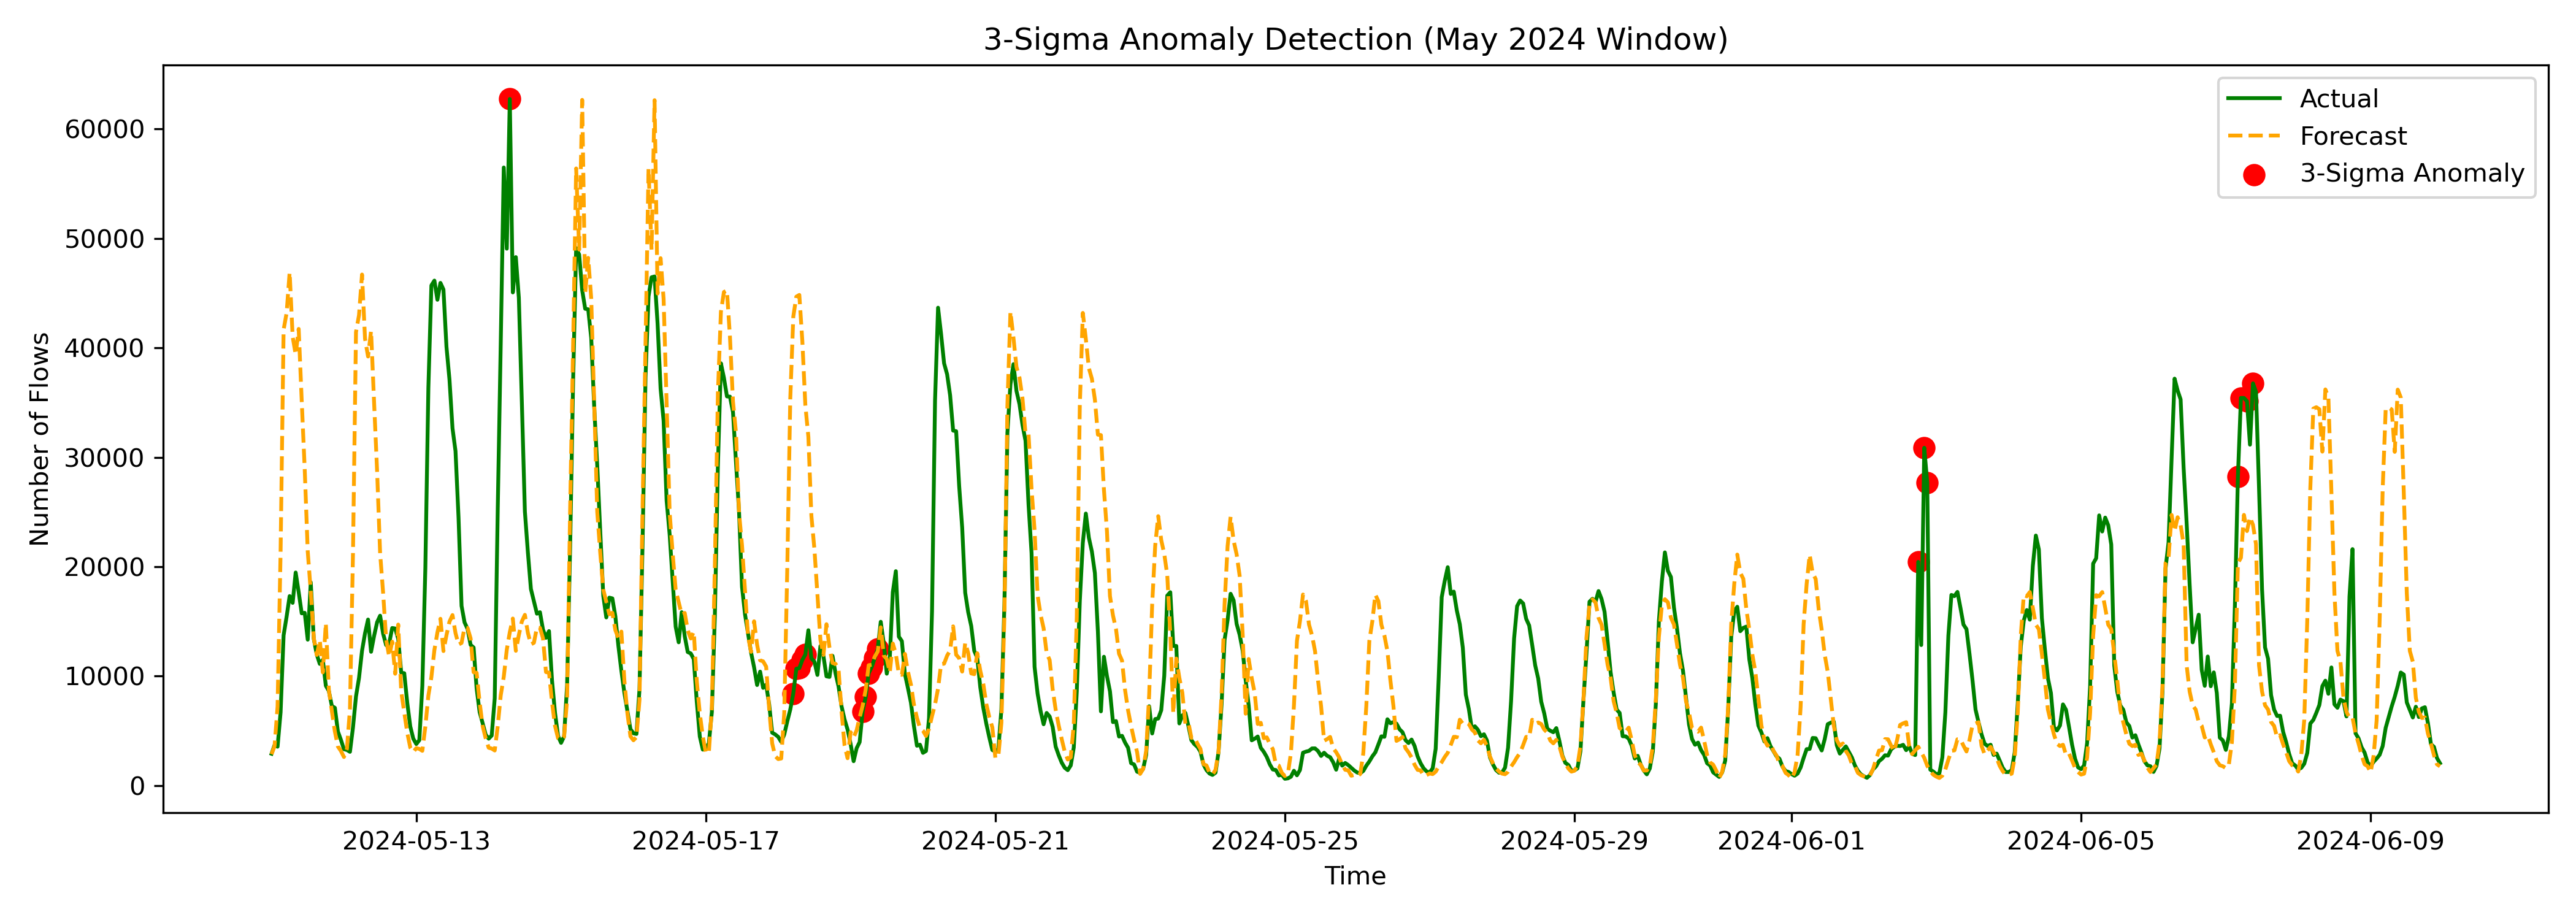 3-Sigma Anomaly Detection (May 2024 Window)
Actual
Forecast
3-Sigma Anomaly
Number of Flows
60000
50000
40000
30000
20000
10000
0
2024-05-13
2024-05-17
2024-05-21
2024-05-25
2024-05-29
2024-06-01
2024-06-05
2024-06-09
Time